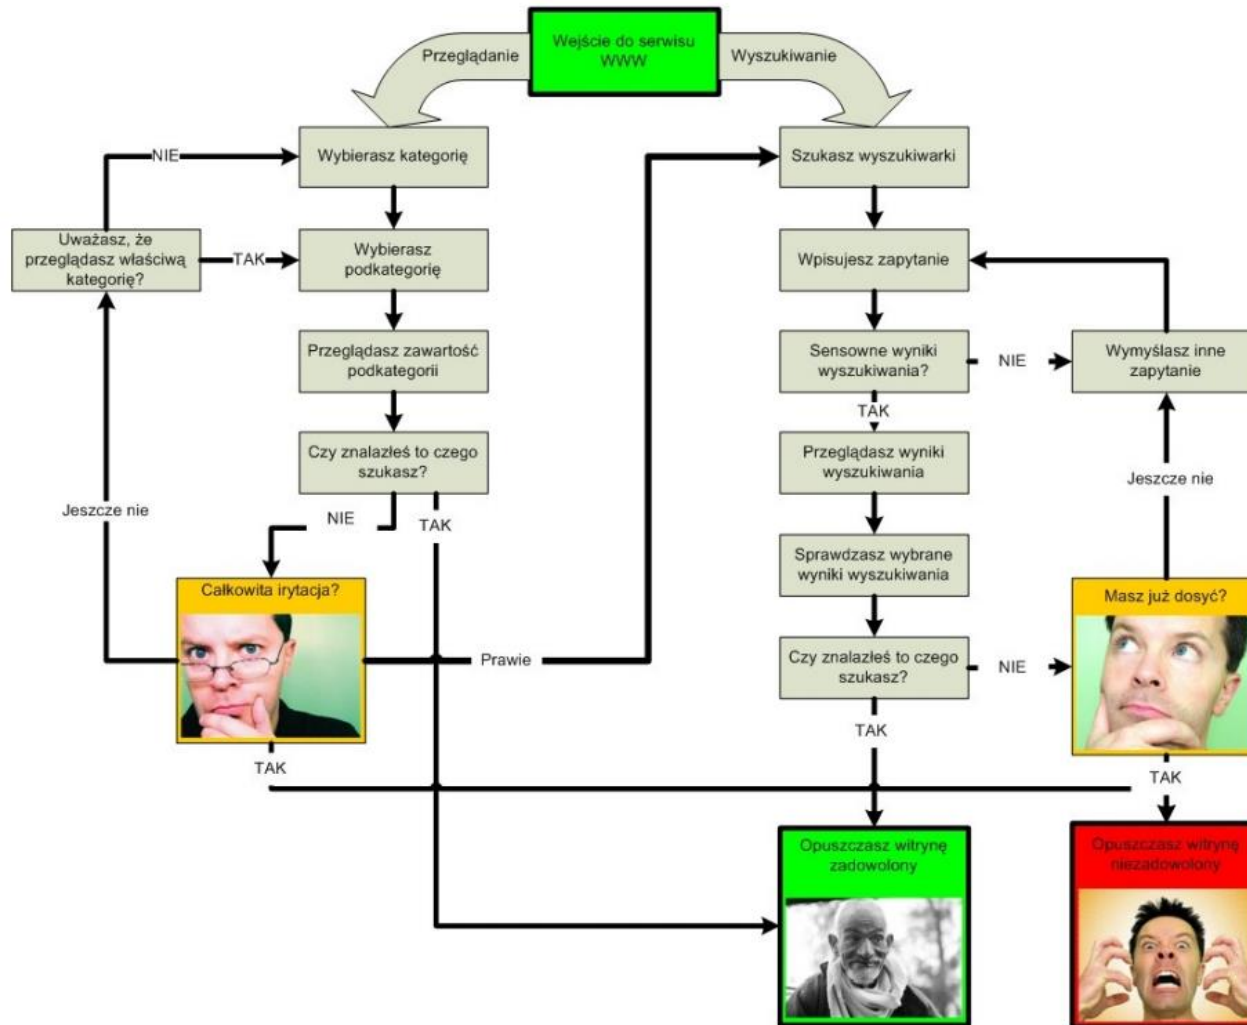 Przeglądanie
Wejście do serwisu
WWW
Wyszukiwanie
NIE
Wybierasz kategorię
Szukasz wyszukiwarki
Uważasz, że
przeglądasz właściwą
kategorię?
TAK
Wybierasz
podkategorię
Wpisujesz zapytanie
Przeglądasz zawartość
podkategorii
Sensowne wyniki
wyszukiwania?
NIE
Wymyślasz inne
zapytanie
TAK
Czy znalazłeś to czego
szukasz?
Przeglądasz wyniki
wyszukiwania
Jeszcze nie
NIE
TAK
Jeszcze nie
Sprawdzasz wybrane
wyniki wyszukiwania
Całkowita irytacja?
Masz już dosyć?
Prawie
Czy znalazłeś to czego
szukasz?
NIE
TAK
TAK
TAK
Opuszczasz witrynę
zadowolony
Opuszczasz witrynę
niezadowolony